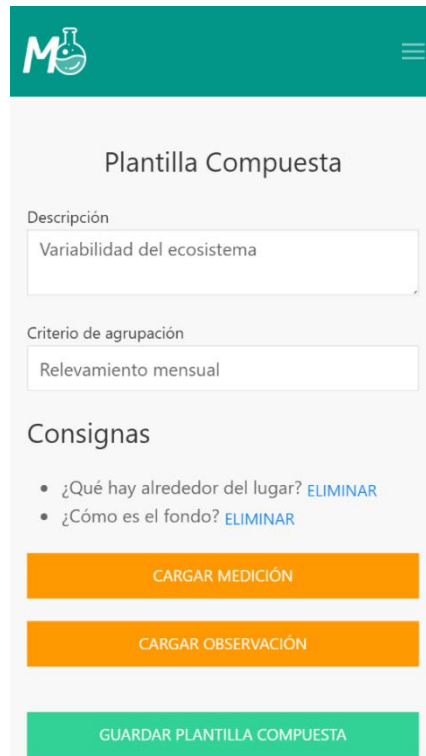 M
Plantilla Compuesta
Descripción
Variabilidad del ecosistema
Criterio de agrupación
Relevamiento mensual
Consignas
• ¿Qué hay alrededor del lugar? ELIMINAR
• ¿Cómo es el fondo? ELIMINAR
CARGAR MEDICIÓN
CARGAR OBSERVACIÓN
GUARDAR PLANTILLA COMPUESTA